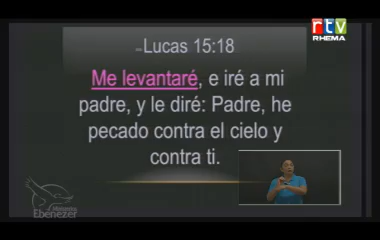 rtv
RHEMA
Lucas 15:18
Me levantaré, e iré a mi
padre, y le diré: Padre, he
pecado contra el cielo y
contra ti.
Ministerios
Ebenezer